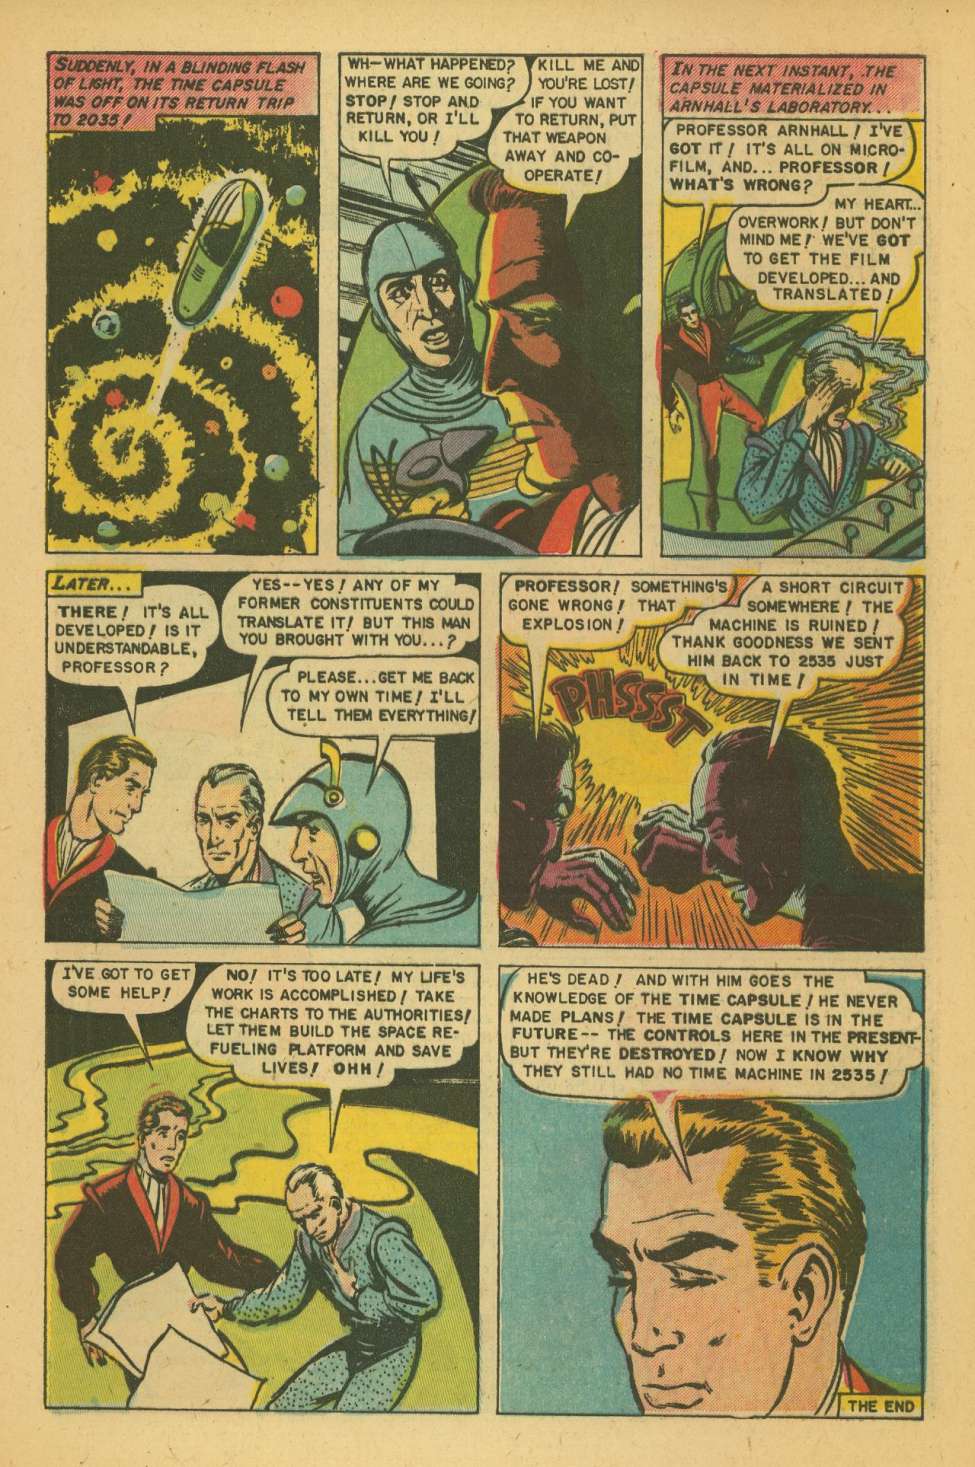 SUDDENLY, IN A BLINDING FLASH
OF LIGHT, THE TIME CAPSULE
WAS OFF ON ITS RETURN TRIP
TO 2035!
WH-WHAT HAPPENED?
WHERE ARE WE GOING?
STOP! STOP AND
RETURN, OR I'LL
KILL YOU!
KILL ME AND
YOU'RE LOST!
IF YOU WANT
TO RETURN, PUT
THAT WEAPON
AWAY AND CO-
OPERATE!
IN THE NEXT INSTANT, .THE
CAPSULE MATERIALIZED IN
ARNHALL'S LABORATORY...
PROFESSOR ARNHALL! I'VE
GOT IT! IT'S ALL ON MICRO-
FILM, AND... PROFESSOR!
WHAT'S WRONG?
MY HEART...
OVERWORK! BUT DON'T
MIND ME! WE'VE GOT
TO GET THE FILM
DEVELOPED...AND
TRANSLATED!
LATER...
THERE! IT'S ALL
DEVELOPED! IS IT
UNDERSTANDABLE,
PROFESSOR?
YES--YES! ANY OF MY
FORMER CONSTITUENTS COULD
TRANSLATE IT! BUT THIS MAN
YOU BROUGHT WITH YOU...?
PLEASE...GET ME BACK
TO MY OWN TIME! I'LL
TELL THEM EVERYTHING!
PROFESSOR! SOMETHING'S
GONE WRONG! THAT
EXPLOSION!
A SHORT CIRCUIT
SOMEWHERE! THE
MACHINE IS RUINED!
THANK GOODNESS WE SENT
HIM BACK TO 2535 JUST
IN TIME!
PHSSST
I'VE GOT TO GET
SOME HELP!
NO! IT'S TOO LATE! MY LIFE'S
WORK IS ACCOMPLISHED! TAKE
THE CHARTS TO THE AUTHORITIES!
LET THEM BUILD THE SPACE RE-
FUELING PLATFORM AND SAVE
LIVES! OHH!
HE'S DEAD! AND WITH HIM GOES THE
KNOWLEDGE OF THE TIME CAPSULE! HE NEVER
MADE PLANS! THE TIME CAPSULE IS IN THE
FUTURE-- THE CONTROLS HERE IN THE PRESENT-
BUT THEY'RE DESTROYED! NOW I KNOW WHY
THEY STILL HAD NO TIME MACHINE IN 2535!
THE END